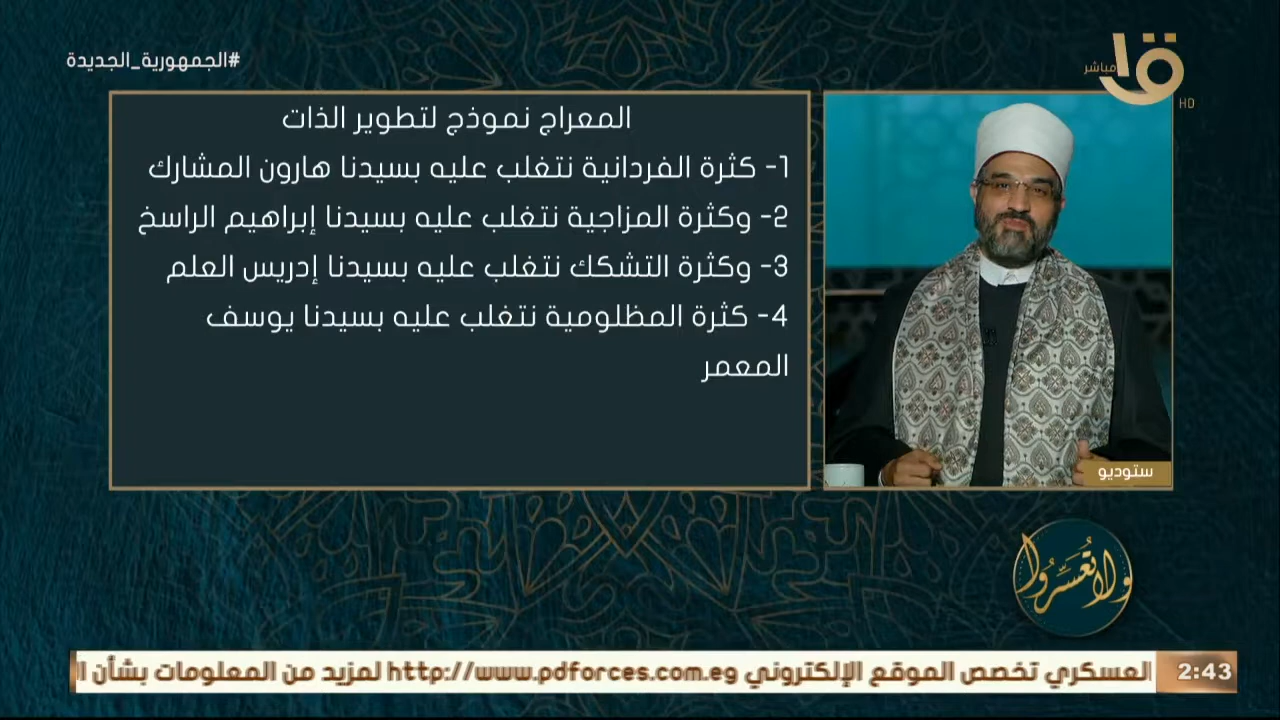 #الجمهورية_الجديدة
مباشر
HD
المعراج نموذج لتطوير الذات
1- كثرة الفردانية نتغلب عليه بسيدنا هارون المشارك
2- وكثرة المزاجية نتغلب عليه بسيدنا إبراهيم الراسخ
3- وكثرة التشكك نتغلب عليه بسيدنا إدريس العلم
4- كثرة المظلومية نتغلب عليه بسيدنا يوسف
المعمر
ستوديو
ولا تُعَسِّرُوا
2:43 العسكري تخصص الموقع الإلكتروني http://www.pdforces.com.eg لمزيد من المعلومات بشأن